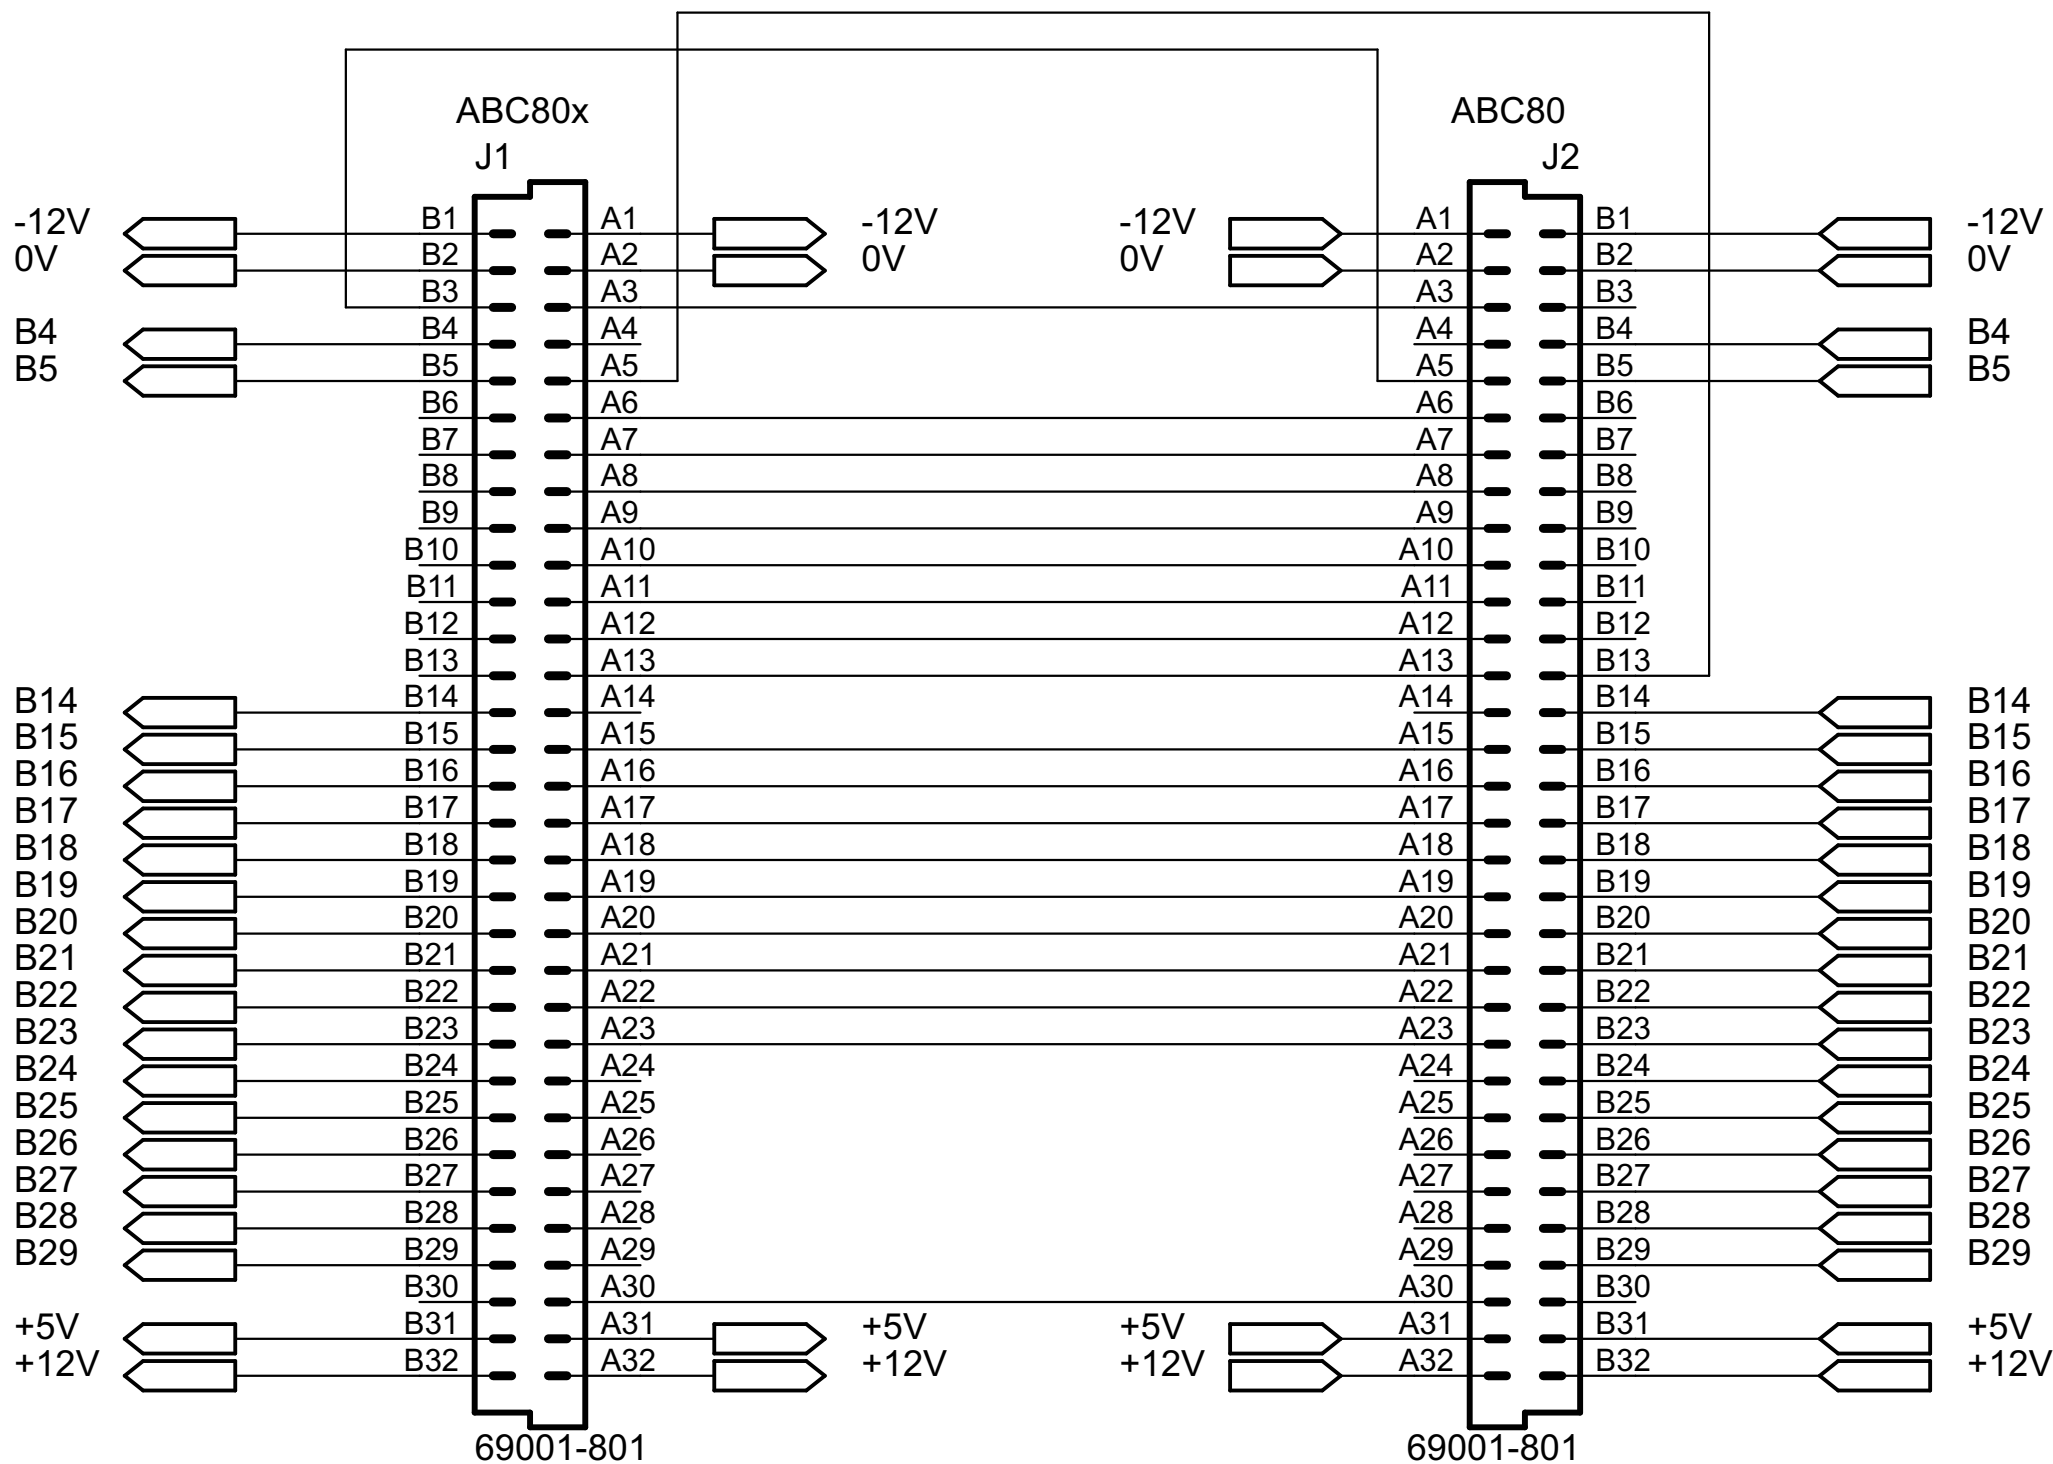 ABC80x ABC80
J1 J2
-12V B1 A1 -12V -12V A1 B1 -12V
0V B2 A2 0V 0V A2 B2 0V
B3 A3 A3 B3
B4 B4 A4 A4 B4 B4
B5 B5 A5 A5 B5 B5
B6 A6 A6 B6
B7 A7 A7 B7
B8 A8 A8 B8
B9 A9 A9 B9
B10 A10 A10 B10
B11 A11 A11 B11
B12 A12 A12 B12
B13 A13 A13 B13
B14 B14 A14 A14 B14 B14
B15 B15 A15 A15 B15 B15
B16 B16 A16 A16 B16 B16
B17 B17 A17 A17 B17 B17
B18 B18 A18 A18 B18 B18
B19 B19 A19 A19 B19 B19
B20 B20 A20 A20 B20 B20
B21 B21 A21 A21 B21 B21
B22 B22 A22 A22 B22 B22
B23 B23 A23 A23 B23 B23
B24 B24 A24 A24 B24 B24
B25 B25 A25 A25 B25 B25
B26 B26 A26 A26 B26 B26
B27 B27 A27 A27 B27 B27
B28 B28 A28 A28 B28 B28
B29 B29 A29 A29 B29 B29
B30 A30 A30 B30
+5V B31 A31 +5V +5V A31 B31 +5V
+12V B32 A32 +12V +12V A32 B32 +12V
69001-801 69001-801